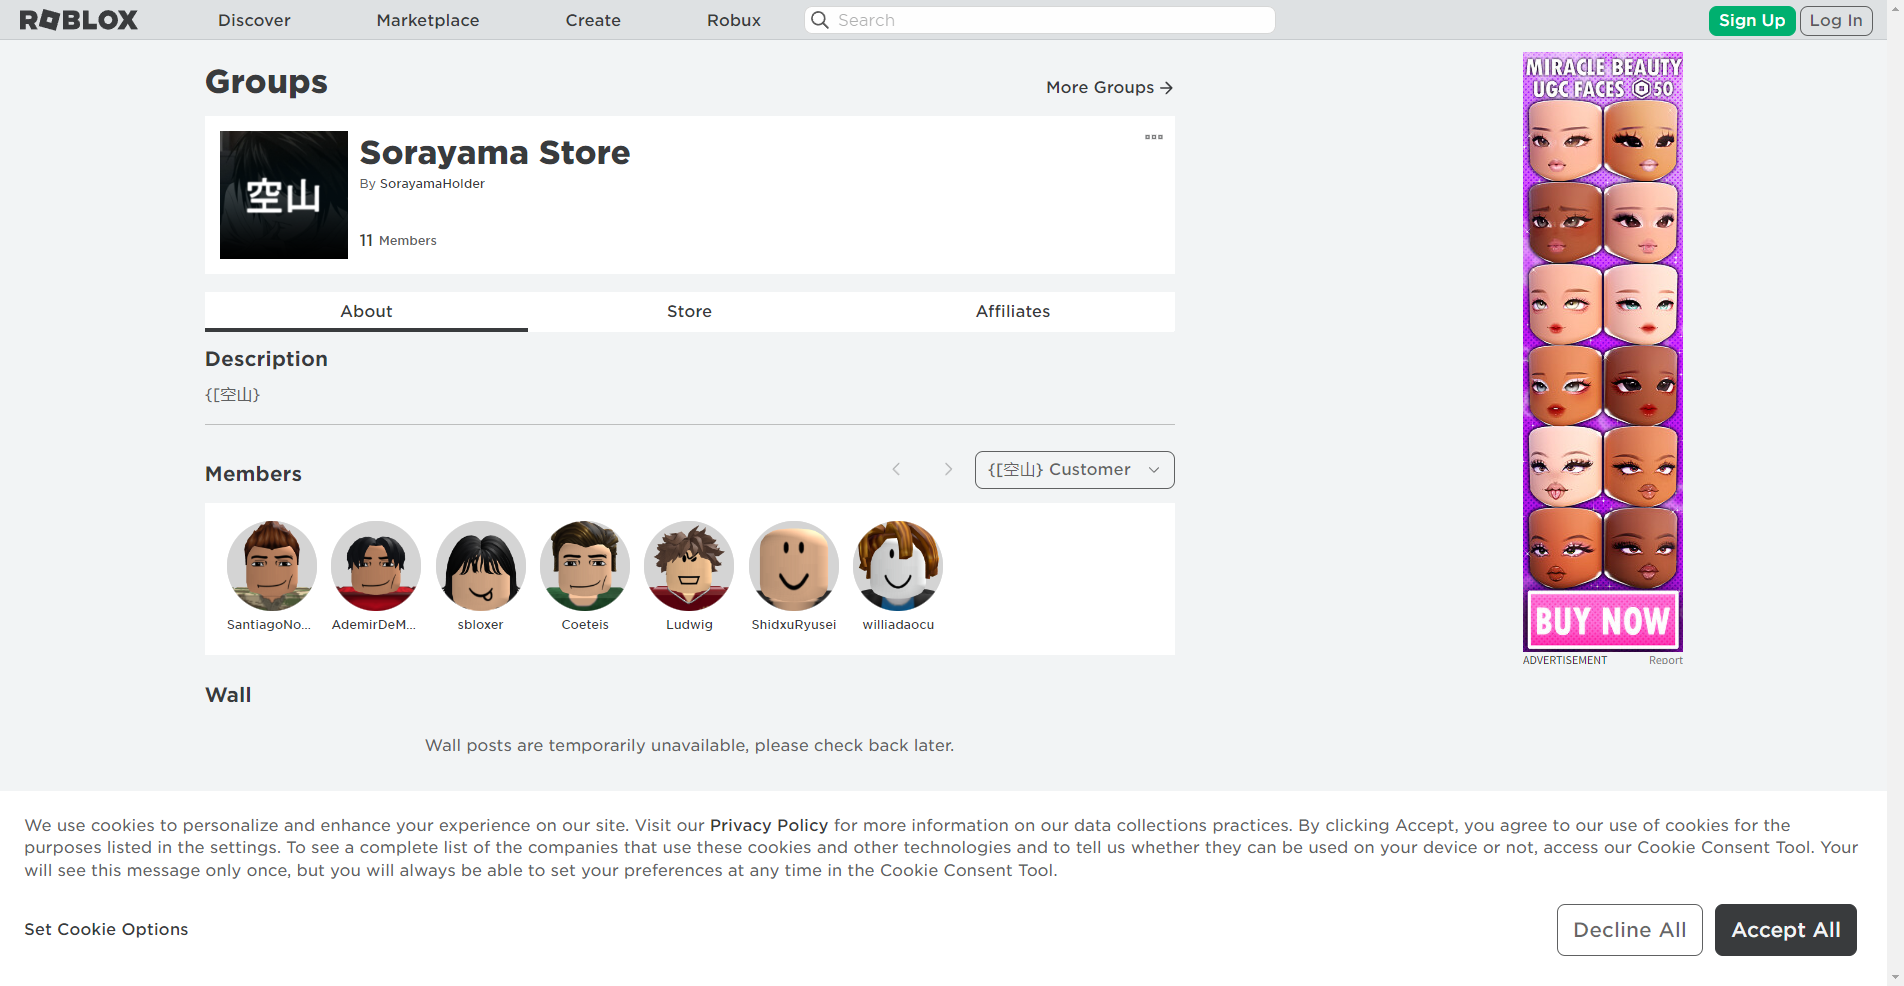 ROBLOX
Discover
Marketplace
Create
Robux
Search
Sign Up
Log In
Groups
More Groups
空山
Sorayama Store
By SorayamaHolder
11 Members
About
Store
Affiliates
Description
{[空山}
Members
{[空山} Customer
SantiagoNo...
AdemirDeM...
sbloxer
Coeteis
Ludwig
ShidxuRyusei
williadaocu
Wall
Wall posts are temporarily unavailable, please check back later.
MIRACLE BEAUTY
UGC FACES 50
BUY NOW
ADVERTISEMENT
Report
We use cookies to personalize and enhance your experience on our site. Visit our Privacy Policy for more information on our data collections practices. By clicking Accept, you agree to our use of cookies for the
purposes listed in the settings. To see a complete list of the companies that use these cookies and other technologies and to tell us whether they can be used on your device or not, access our Cookie Consent Tool. Your
will see this message only once, but you will always be able to set your preferences at any time in the Cookie Consent Tool.
Set Cookie Options
Decline All
Accept All